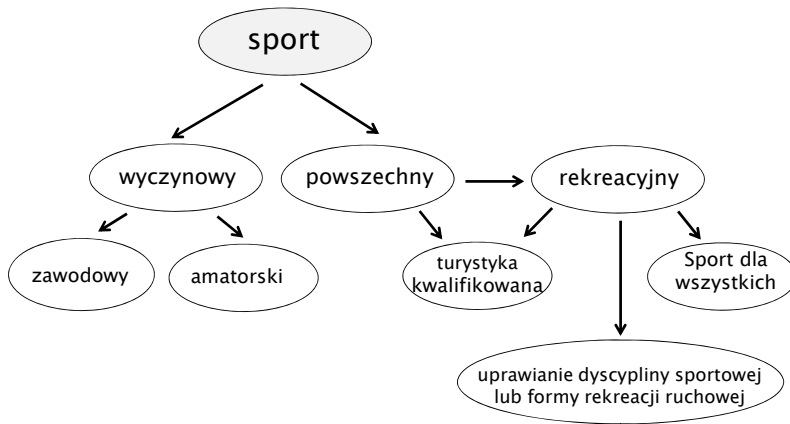 sport
wyczynowy
powszechny
rekreacyjny
zawodowy
amatorski
turystyka
kwalifikowana
Sport dla
wszystkich
uprawianie dyscypliny sportowej
lub formy rekreacji ruchowej